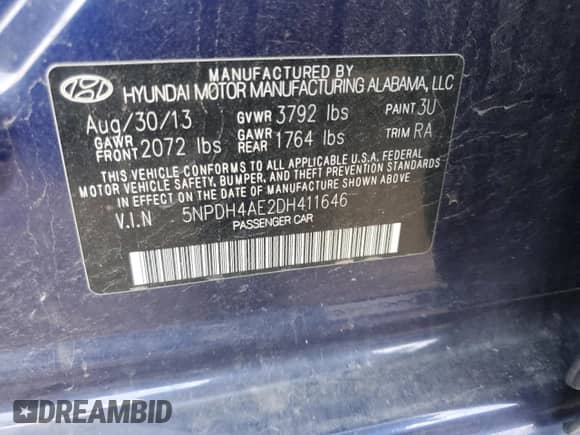 MANUFACTURED BY
HYUNDAI MOTOR MANUFACTURING ALABAMA, LLC
Aug/30/13 GVWR 3792 lbs PAINT 3U
GAWR FRONT 2072 lbs GAWR REAR 1764 lbs TRIM RA
THIS VEHICLE CONFORMS TO ALL APPLICABLE U.S.A. FEDERAL
MOTOR VEHICLE SAFETY, BUMPER, AND THEFT PREVENTION STANDARDS
IN EFFECT ON THE DATE OF MANUFACTURE SHOWN ABOVE.
V.I.N 5NPDH4AE2DH411646
PASSENGER CAR
DREAMBID